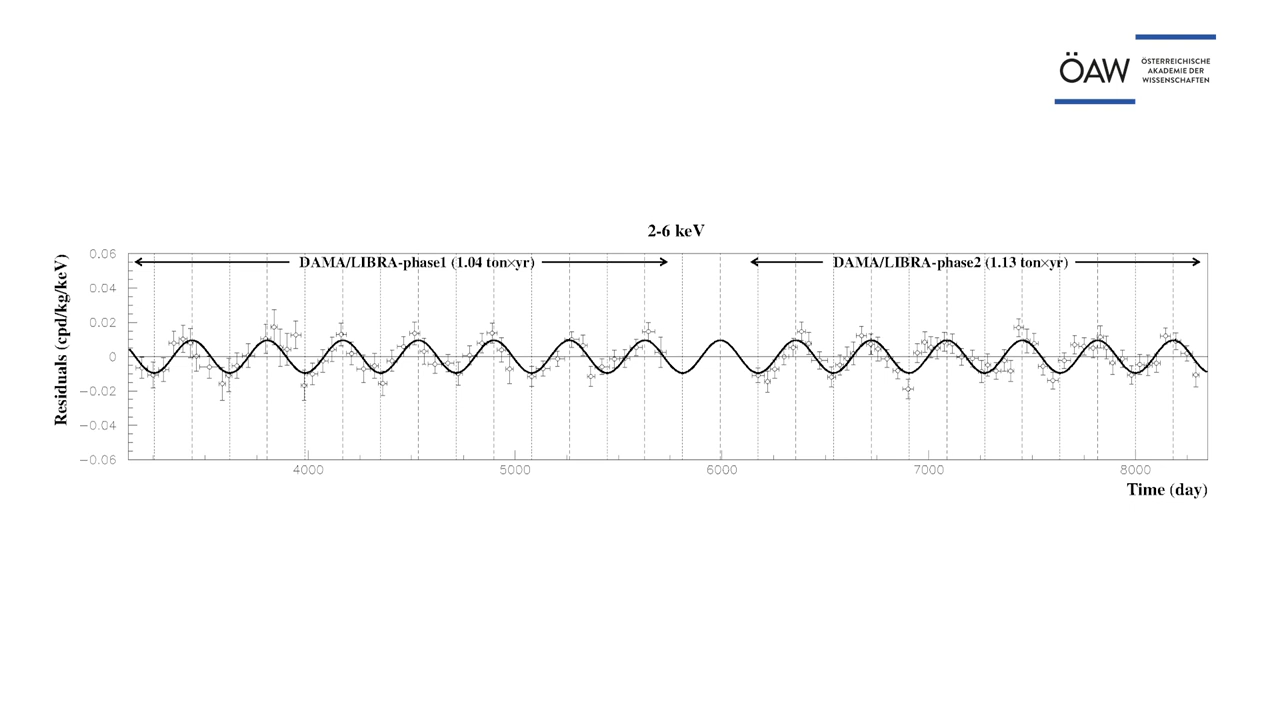 ÖAW
ÖSTERREICHISCHE
AKADEMIE DER
WISSENSCHAFTEN
2-6 keV
Residuals (cpd/kg/keV)
0.06
0.04
0.02
0
−0.02
−0.04
−0.06
DAMA/LIBRA-phase1 (1.04 ton×yr)
DAMA/LIBRA-phase2 (1.13 ton×yr)
4000 5000 6000 7000 8000
Time (day)